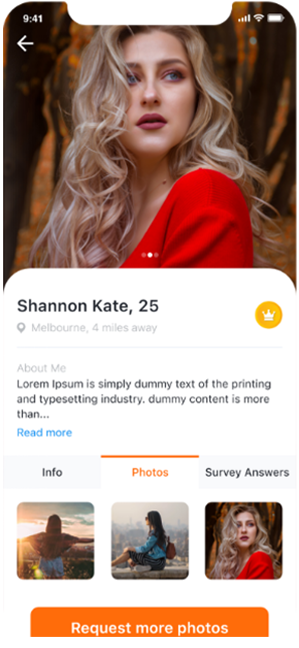 9:41
Shannon Kate, 25
Melbourne, 4 miles away
About Me
Lorem Ipsum is simply dummy text of the printing
and typesetting industry. dummy content is more
than...
Read more
Info
Photos
Survey Answers
Request more photos